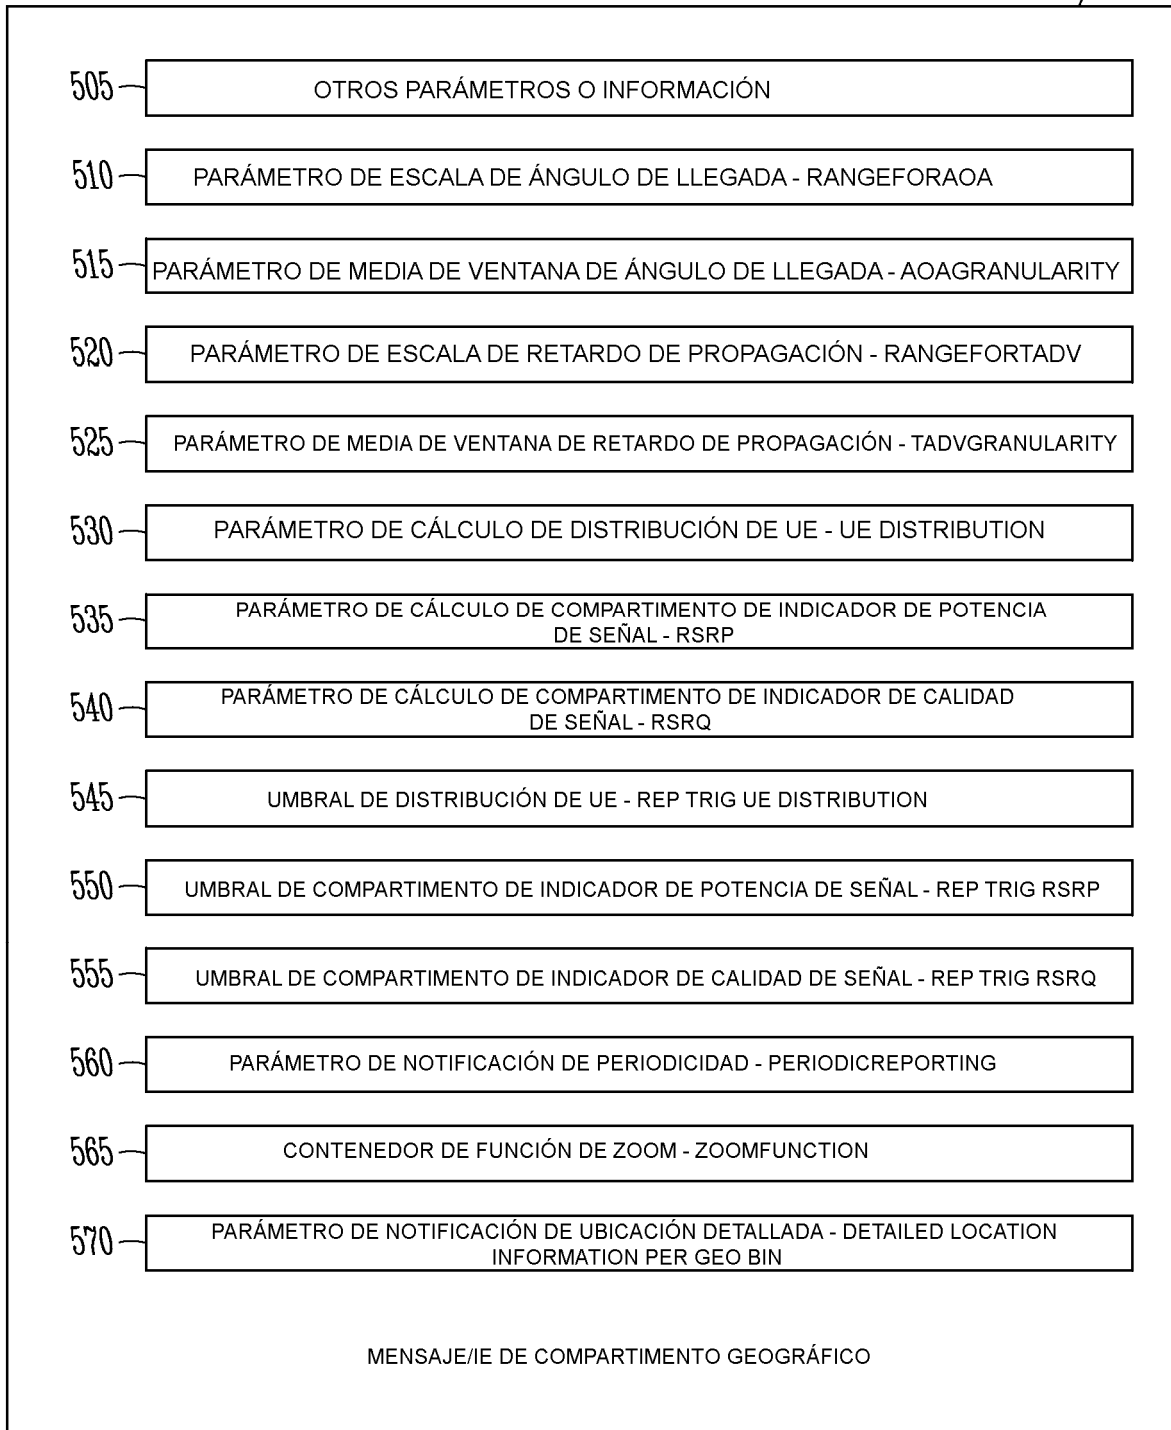 505 OTROS PARÁMETROS O INFORMACIÓN
510 PARÁMETRO DE ESCALA DE ÁNGULO DE LLEGADA - RANGEFORAOA
515 PARÁMETRO DE MEDIA DE VENTANA DE ÁNGULO DE LLEGADA - AOAGRANULARITY
520 PARÁMETRO DE ESCALA DE RETARDO DE PROPAGACIÓN - RANGEFORTADV
525 PARÁMETRO DE MEDIA DE VENTANA DE RETARDO DE PROPAGACIÓN - TADVGRANULARITY
530 PARÁMETRO DE CÁLCULO DE DISTRIBUCIÓN DE UE - UE DISTRIBUTION
535 PARÁMETRO DE CÁLCULO DE COMPARTIMENTO DE INDICADOR DE POTENCIA
DE SEÑAL - RSRP
540 PARÁMETRO DE CÁLCULO DE COMPARTIMENTO DE INDICADOR DE CALIDAD
DE SEÑAL - RSRQ
545 UMBRAL DE DISTRIBUCIÓN DE UE - REP TRIG UE DISTRIBUTION
550 UMBRAL DE COMPARTIMENTO DE INDICADOR DE POTENCIA DE SEÑAL - REP TRIG RSRP
555 UMBRAL DE COMPARTIMENTO DE INDICADOR DE CALIDAD DE SEÑAL - REP TRIG RSRQ
560 PARÁMETRO DE NOTIFICACIÓN DE PERIODICIDAD - PERIODICREPORTING
565 CONTENEDOR DE FUNCIÓN DE ZOOM - ZOOMFUNCTION
570 PARÁMETRO DE NOTIFICACIÓN DE UBICACIÓN DETALLADA - DETAILED LOCATION
INFORMATION PER GEO BIN
MENSAJE/IE DE COMPARTIMENTO GEOGRÁFICO